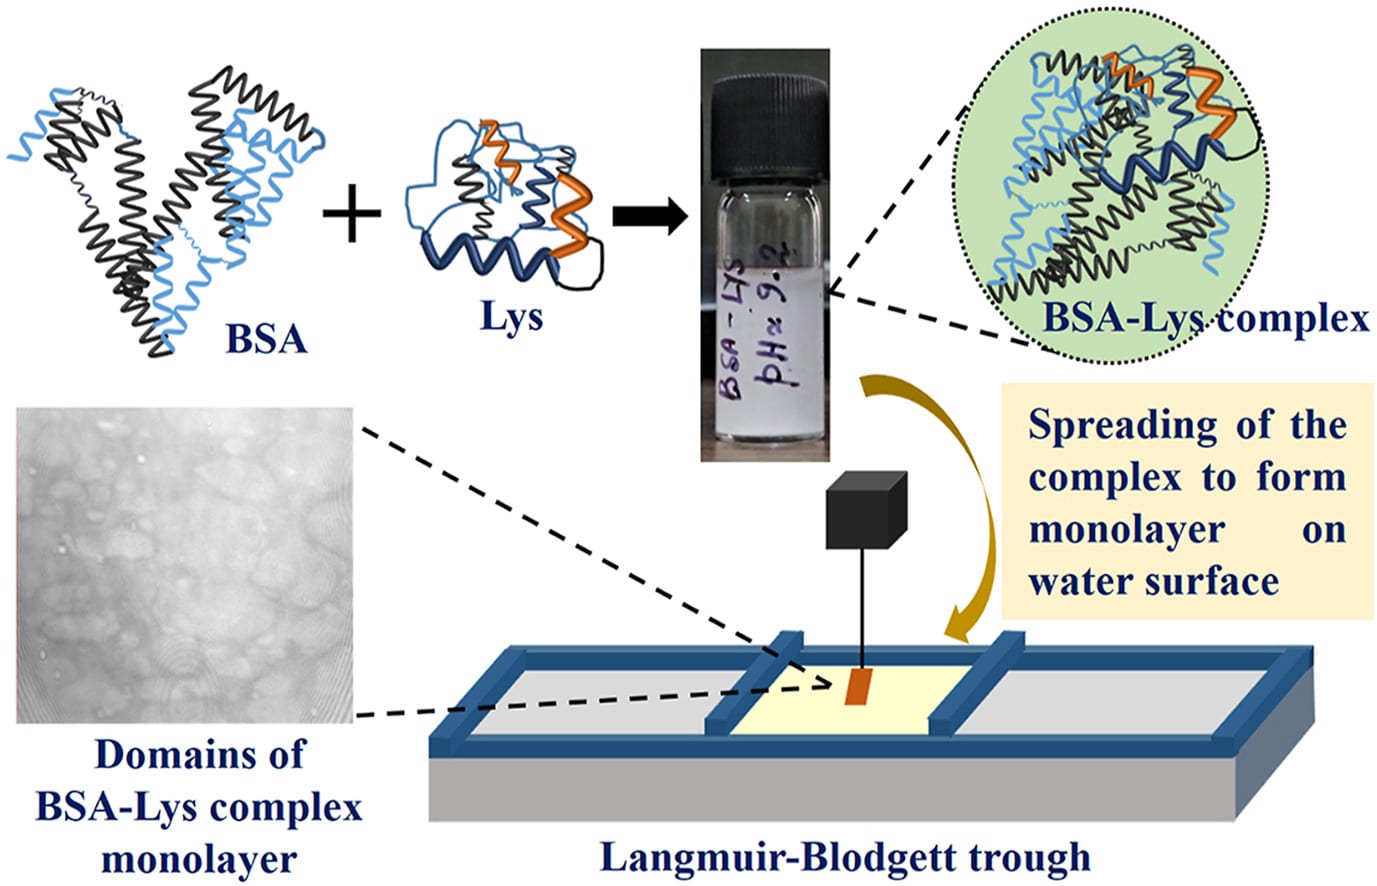 BSA
+
Lys
BSA - LYS
pH≈ 9.2
BSA-Lys complex
Spreading of the
complex to form
monolayer on
water surface
Domains of
BSA-Lys complex
monolayer
Langmuir-Blodgett trough